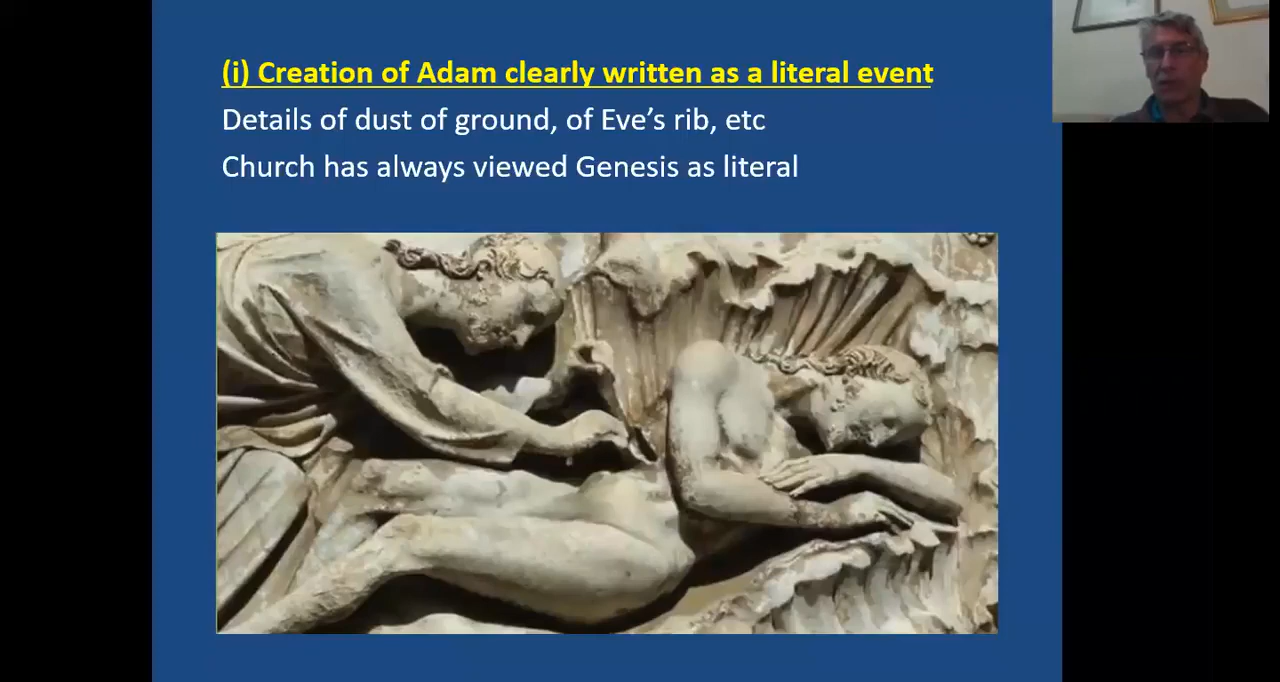 (i) Creation of Adam clearly written as a literal event
Details of dust of ground, of Eve’s rib, etc
Church has always viewed Genesis as literal